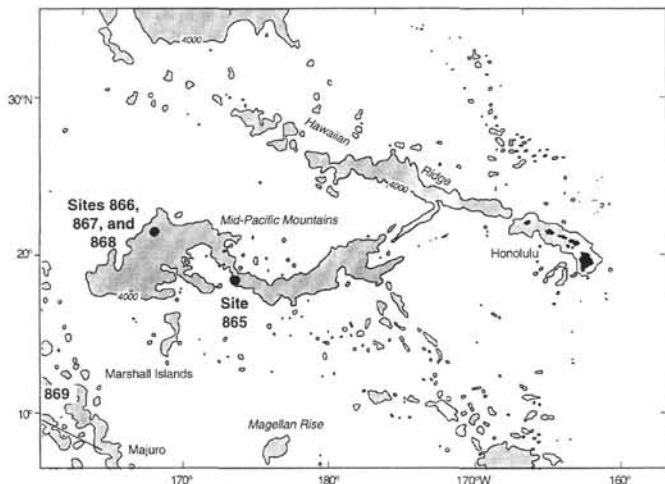 4000
30°N
Hawaiian
Ridge
4000
Sites 866,
867, and
868
Mid-Pacific Mountains
20°
Honolulu
4000
Site
865
Marshall Islands
869
10°
Magellan Rise
Majuro
170°
180°
170°W
160°